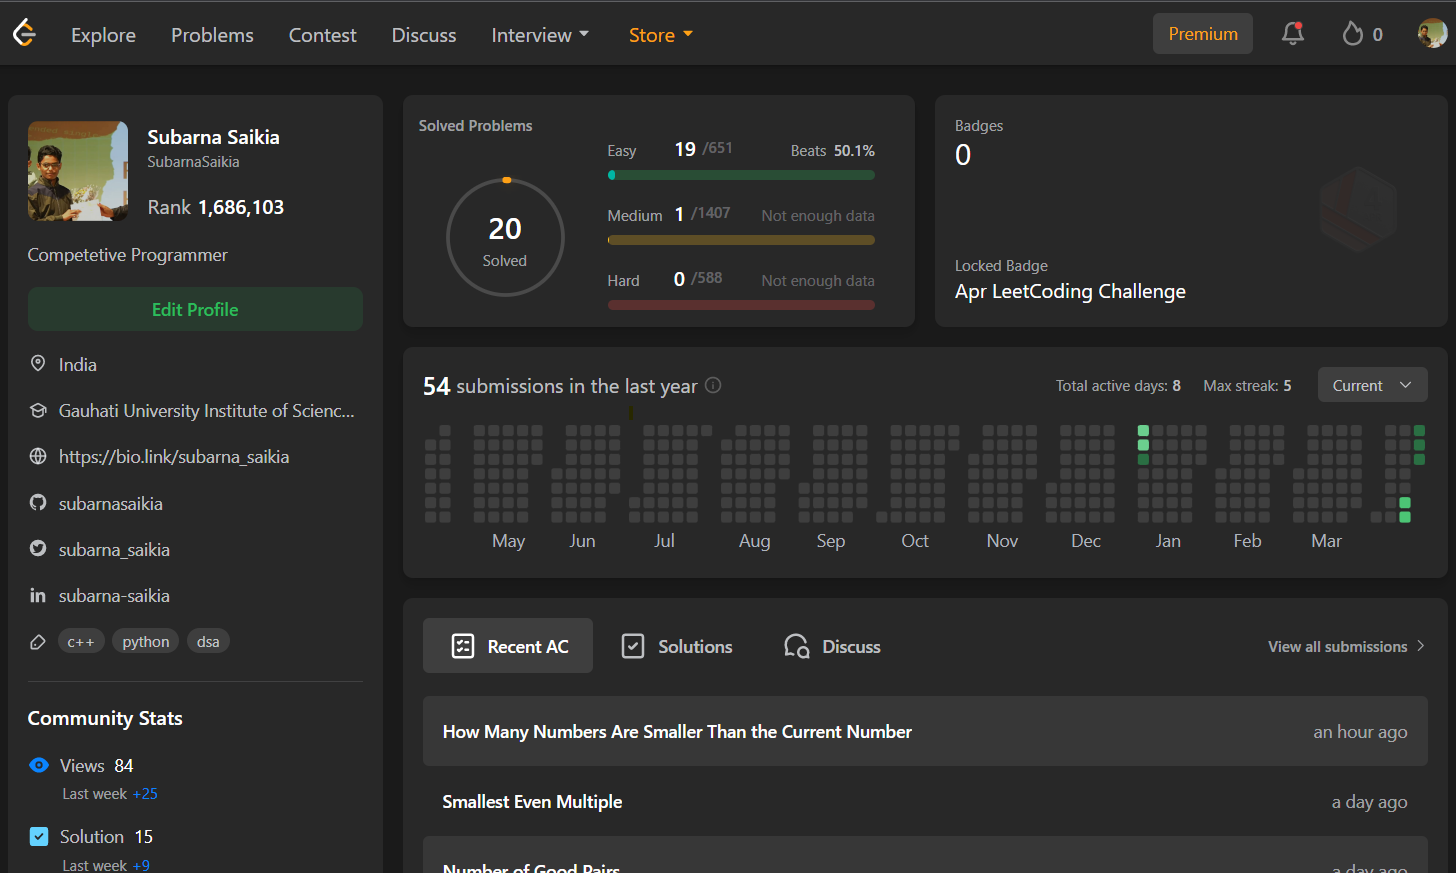 Explore Problems Contest Discuss Interview Store Premium 0
Subarna Saikia
SubarnaSaikia
Rank 1,686,103
Competetive Programmer
Edit Profile
India
Gauhati University Institute of Scienc...
https://bio.link/subarna_saikia
subarnasaikia
subarna_saikia
subarna-saikia
c++ python dsa
Community Stats
Views 84
Last week +25
Solution 15
Last week +9
Solved Problems
20
Solved
Easy 19 /651 Beats 50.1%
Medium 1 /1407 Not enough data
Hard 0 /588 Not enough data
Badges
0
Locked Badge
Apr LeetCoding Challenge
54 submissions in the last year Total active days: 8 Max streak: 5 Current
May Jun Jul Aug Sep Oct Nov Dec Jan Feb Mar
Recent AC Solutions Discuss View all submissions
How Many Numbers Are Smaller Than the Current Number an hour ago
Smallest Even Multiple a day ago
Number of Good Pairs a day ago